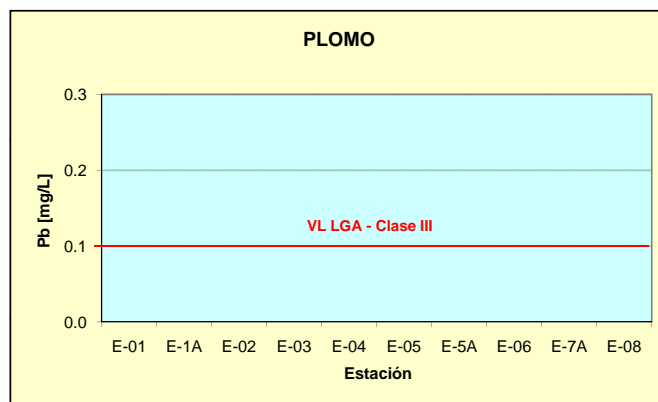 PLOMO
0.3
0.2
0.1
0.0
Pb [mg/L]
VL LGA - Clase III
E-01 E-1A E-02 E-03 E-04 E-05 E-5A E-06 E-7A E-08
Estación